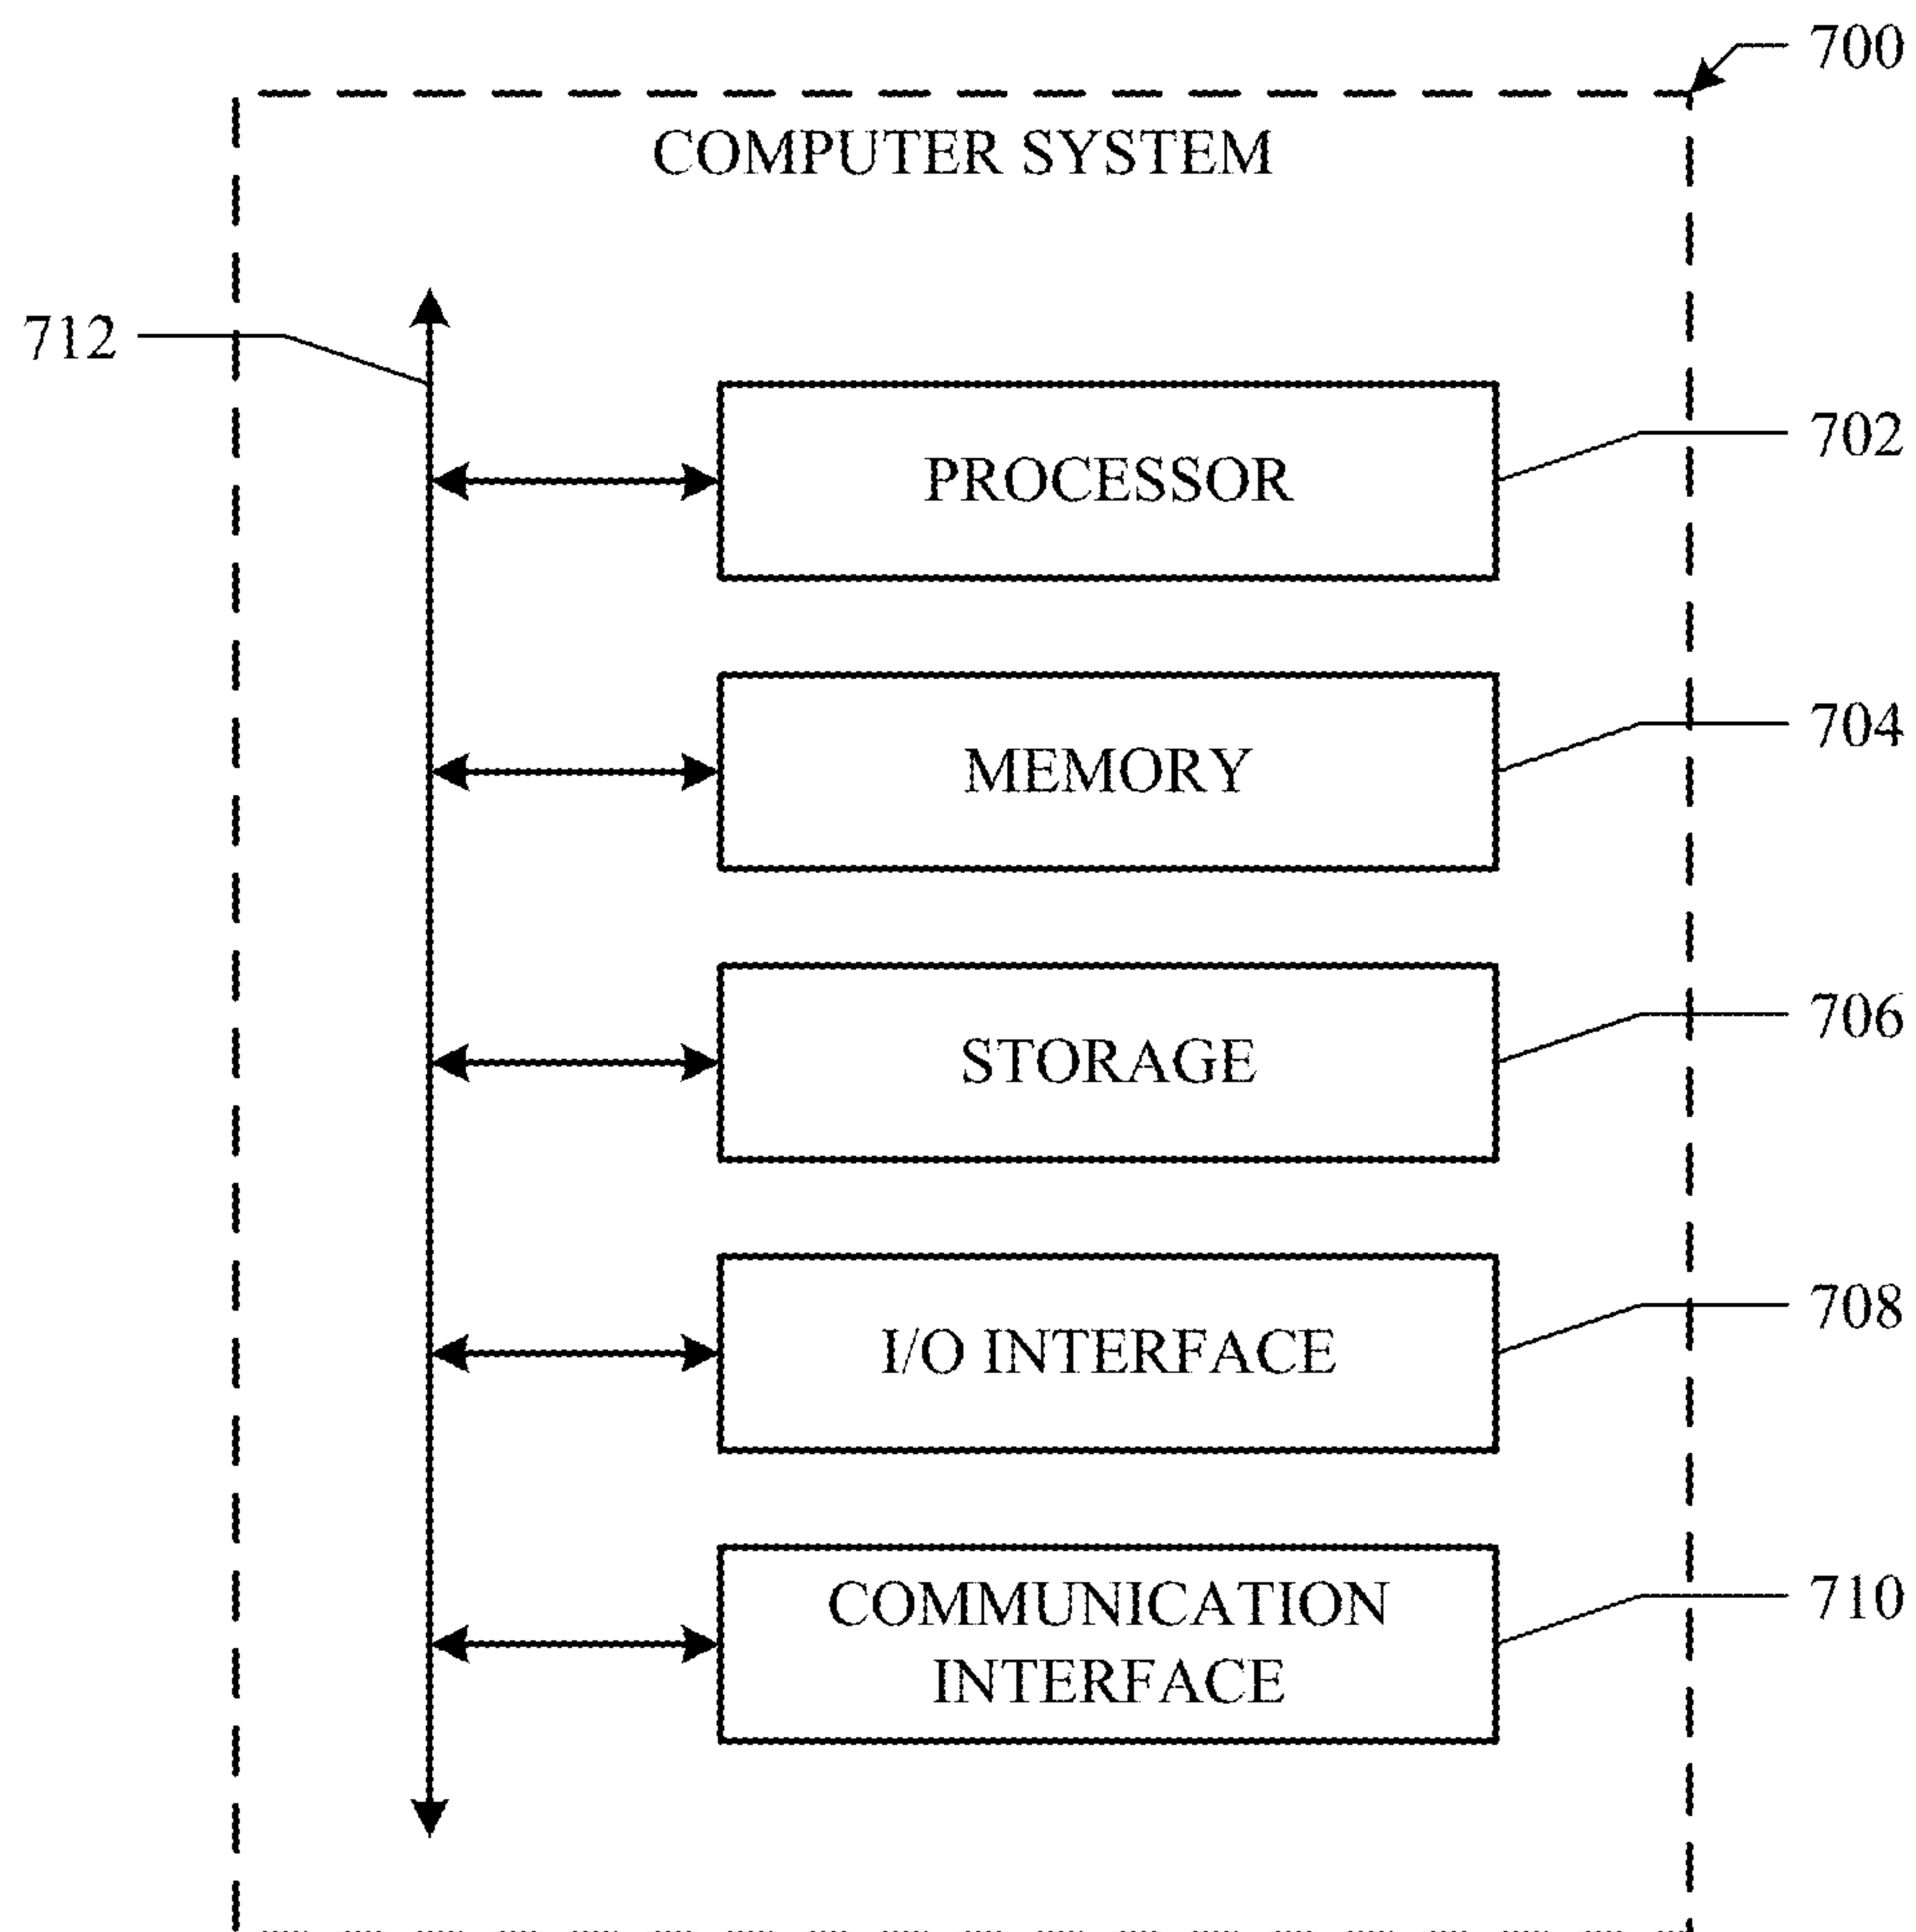 700
COMPUTER SYSTEM
712
702
PROCESSOR
704
MEMORY
706
STORAGE
708
I/O INTERFACE
710
COMMUNICATION
INTERFACE